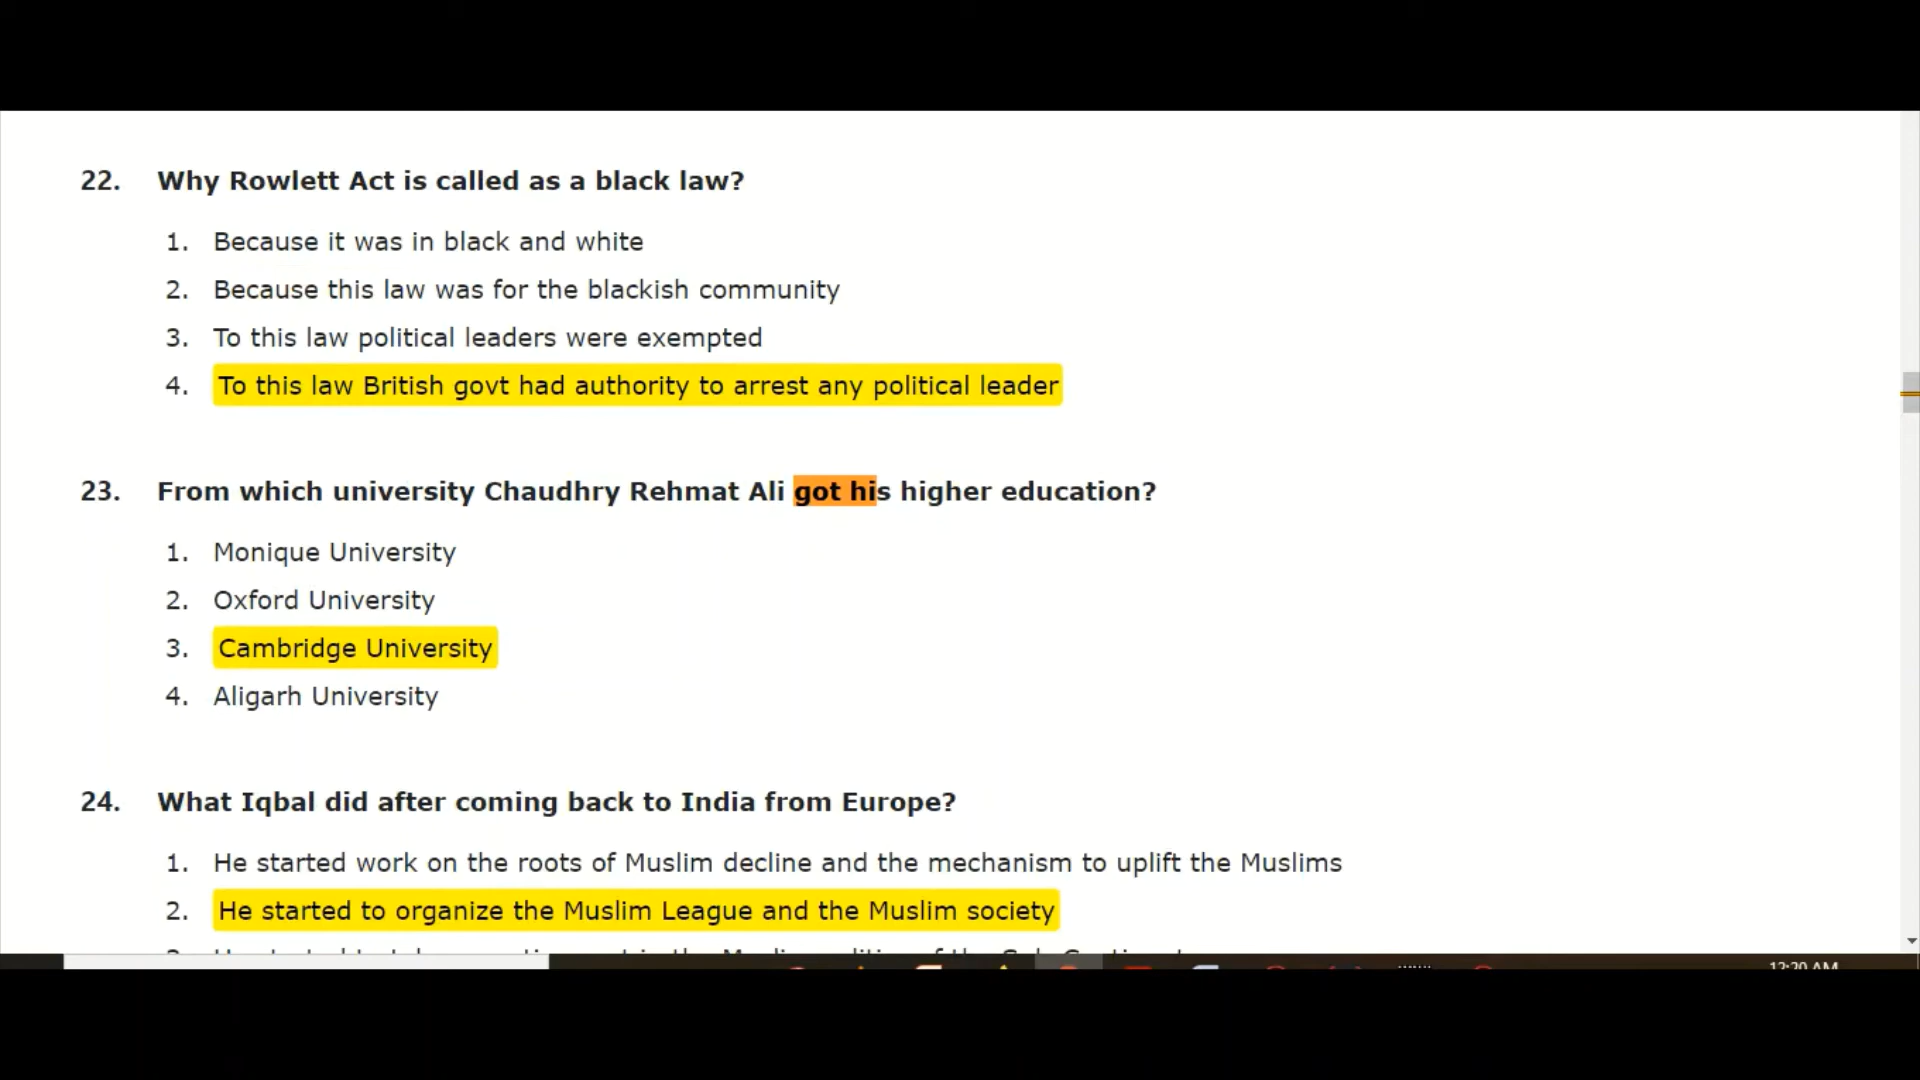 22. Why Rowlett Act is called as a black law?
1. Because it was in black and white
2. Because this law was for the blackish community
3. To this law political leaders were exempted
4. To this law British govt had authority to arrest any political leader
23. From which university Chaudhry Rehmat Ali got his higher education?
1. Monique University
2. Oxford University
3. Cambridge University
4. Aligarh University
24. What Iqbal did after coming back to India from Europe?
1. He started work on the roots of Muslim decline and the mechanism to uplift the Muslims
2. He started to organize the Muslim League and the Muslim society
12:20 AM